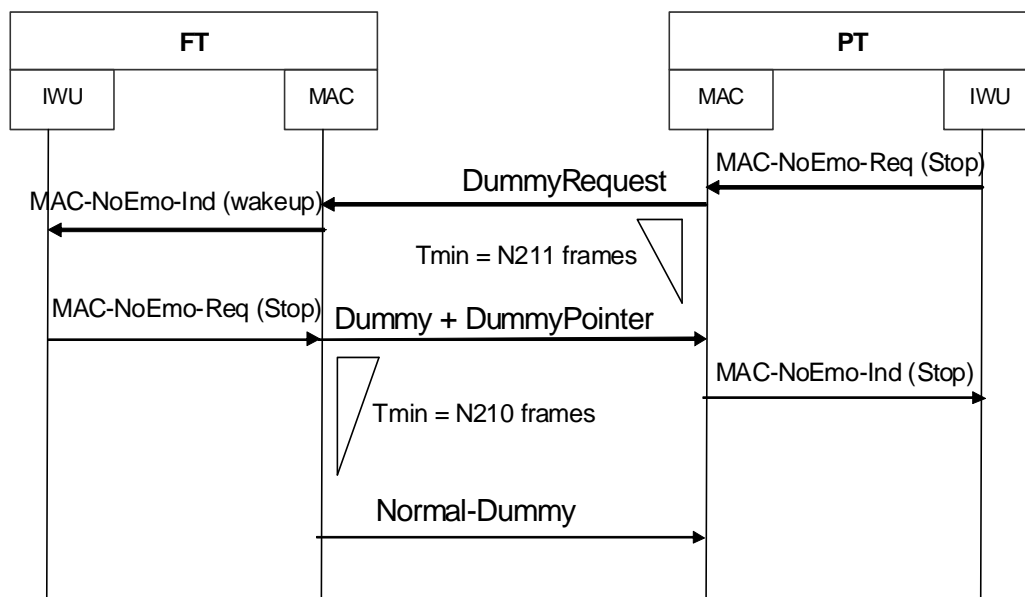 FT
PT
IWU
MAC
MAC
IWU
MAC-NoEmo-Req (Stop)
DummyRequest
MAC-NoEmo-Ind (wakeup)
Tmin = N211 frames
MAC-NoEmo-Req (Stop)
Dummy + DummyPointer
MAC-NoEmo-Ind (Stop)
Tmin = N210 frames
Normal-Dummy